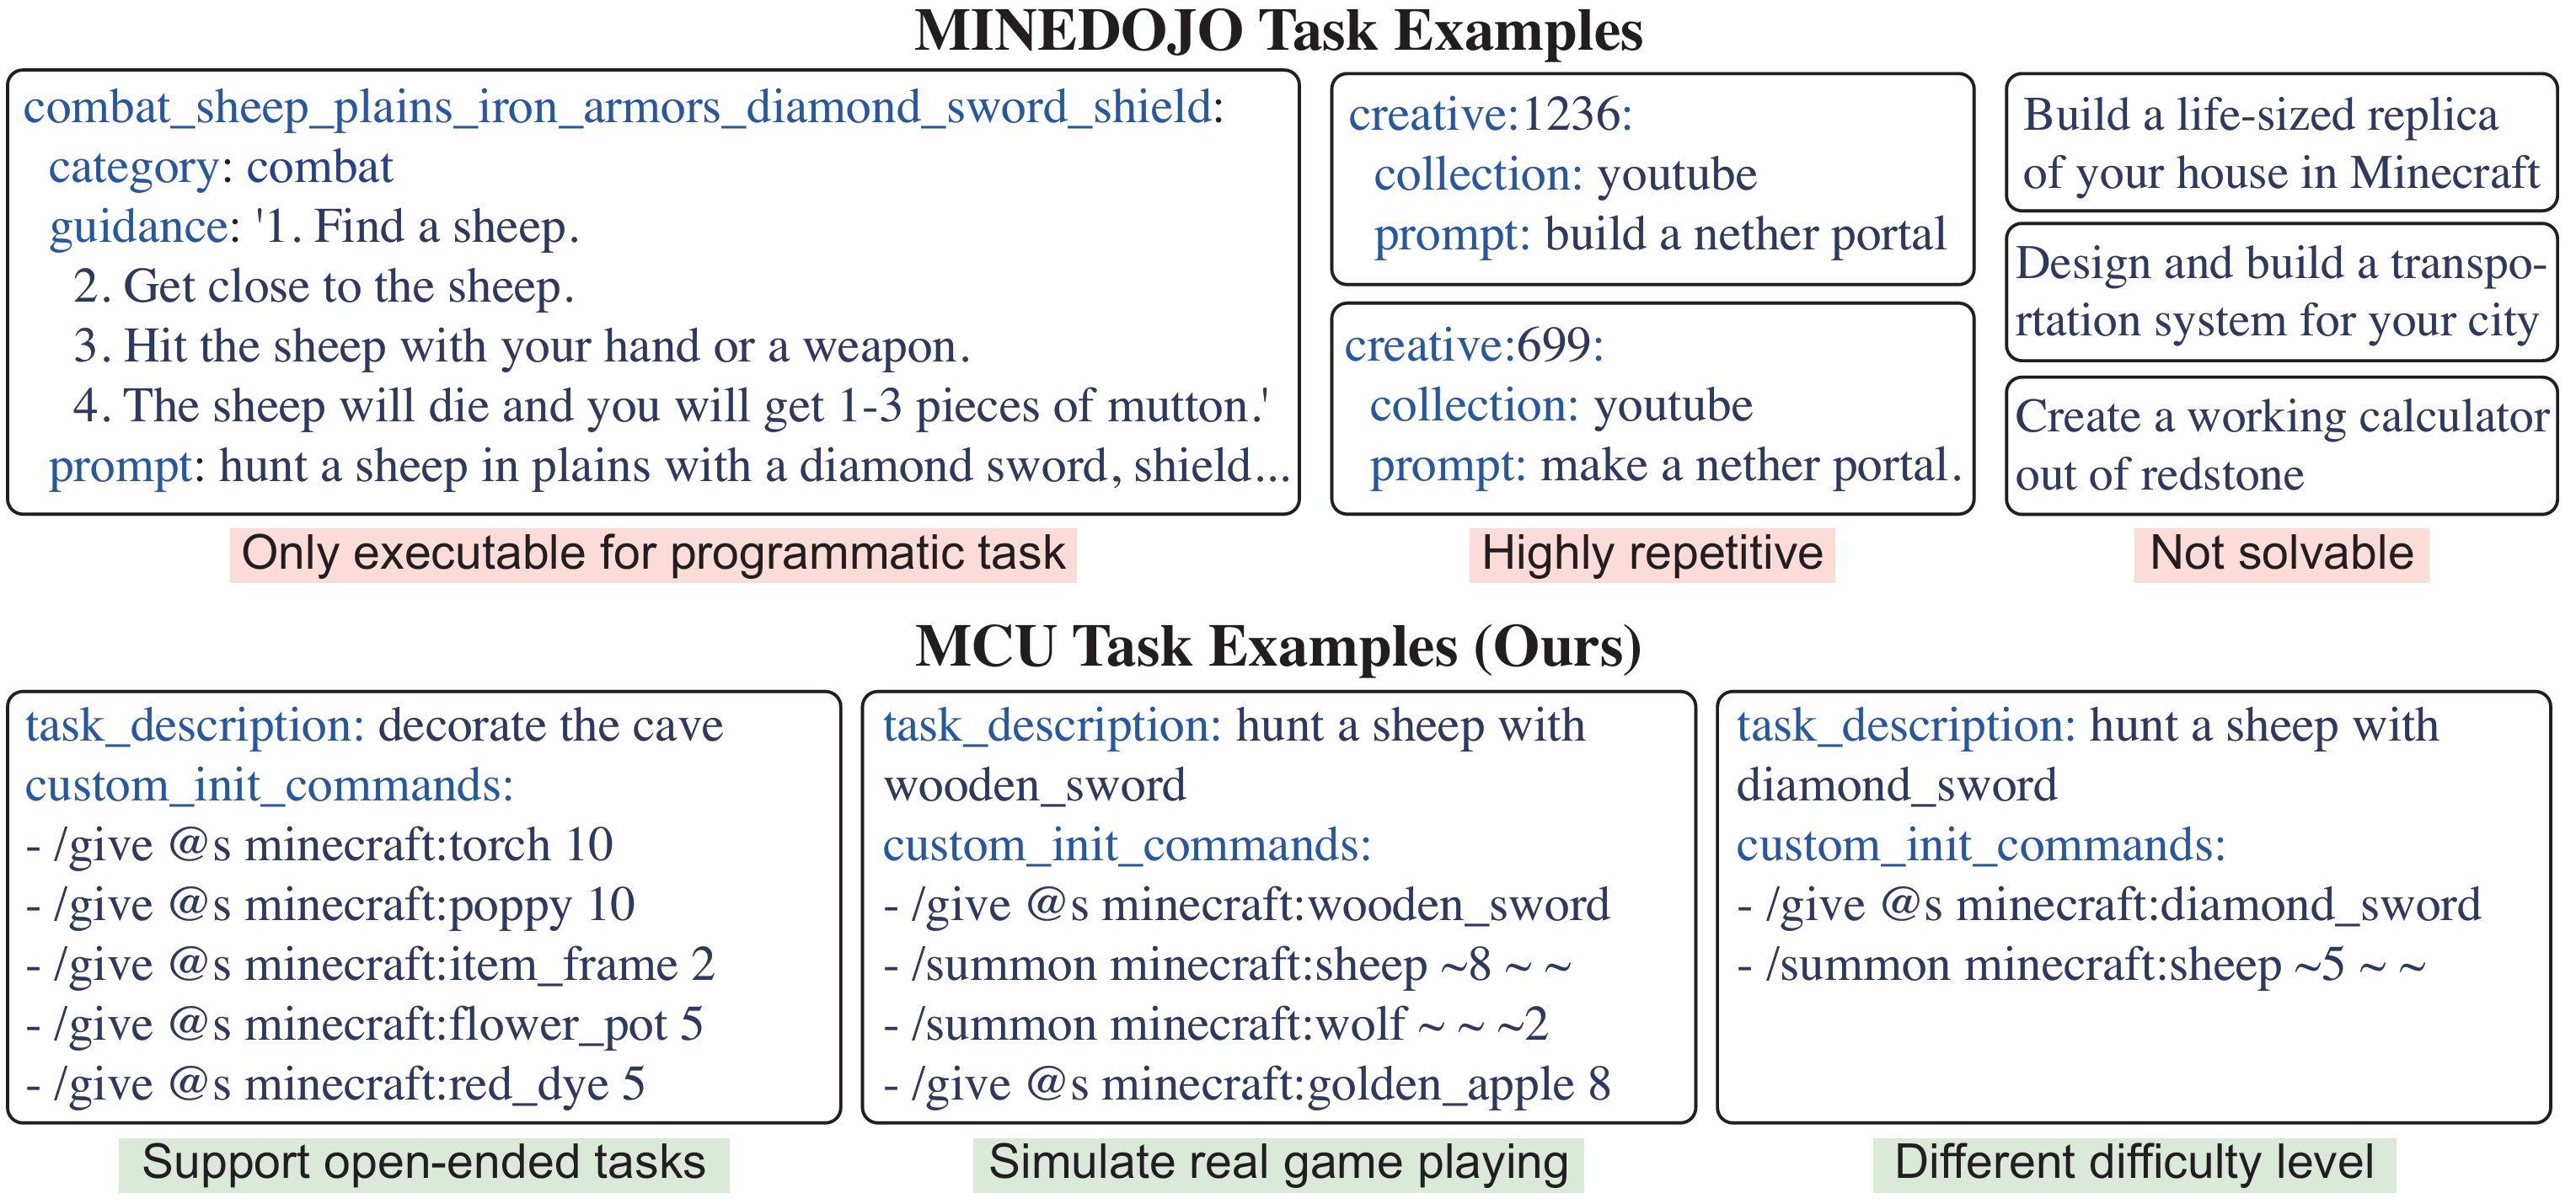 MINEDOJO Task Examples
combat_sheep_plains_iron_armors_diamond_sword_shield:
category: combat
guidance: '1. Find a sheep.
2. Get close to the sheep.
3. Hit the sheep with your hand or a weapon.
4. The sheep will die and you will get 1-3 pieces of mutton.'
prompt: hunt a sheep in plains with a diamond sword, shield...
Only executable for programmatic task
creative:1236:
collection: youtube
prompt: build a nether portal
creative:699:
collection: youtube
prompt: make a nether portal.
Highly repetitive
Build a life-sized replica
of your house in Minecraft
Design and build a transpo-
rtation system for your city
Create a working calculator
out of redstone
Not solvable
MCU Task Examples (Ours)
task_description: decorate the cave
custom_init_commands:
- /give @s minecraft:torch 10
- /give @s minecraft:poppy 10
- /give @s minecraft:item_frame 2
- /give @s minecraft:flower_pot 5
- /give @s minecraft:red_dye 5
Support open-ended tasks
task_description: hunt a sheep with
wooden_sword
custom_init_commands:
- /give @s minecraft:wooden_sword
- /summon minecraft:sheep ~8 ~ ~
- /summon minecraft:wolf ~ ~ ~2
- /give @s minecraft:golden_apple 8
Simulate real game playing
task_description: hunt a sheep with
diamond_sword
custom_init_commands:
- /give @s minecraft:diamond_sword
- /summon minecraft:sheep ~5 ~ ~
Different difficulty level